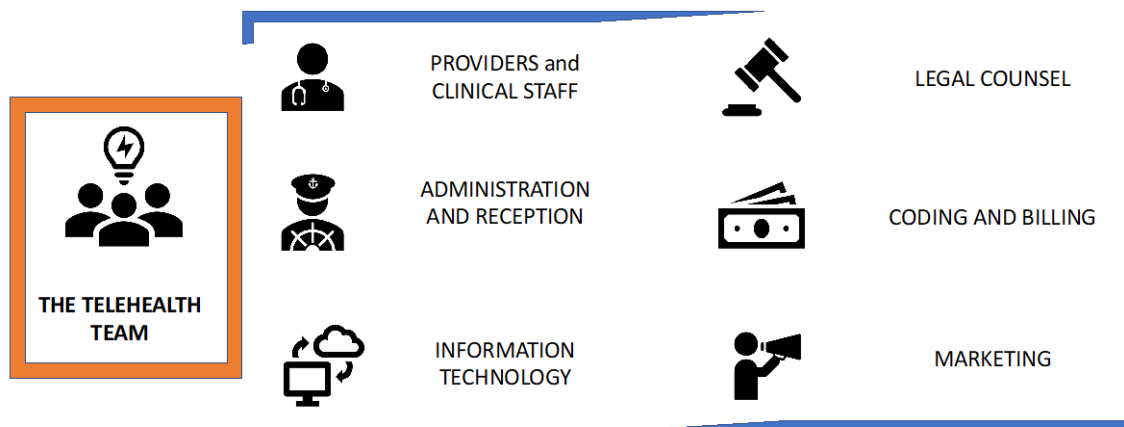 THE TELEHEALTH
TEAM
PROVIDERS and
CLINICAL STAFF
LEGAL COUNSEL
ADMINISTRATION
AND RECEPTION
CODING AND BILLING
INFORMATION
TECHNOLOGY
MARKETING